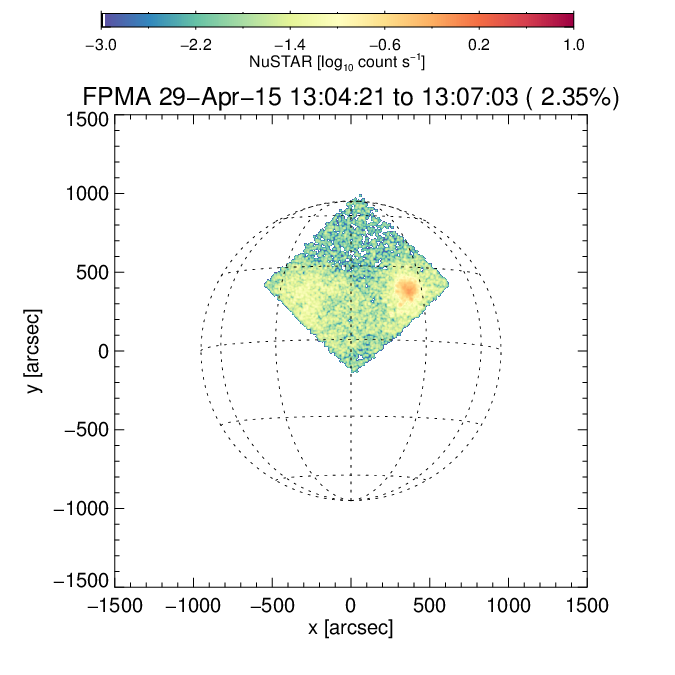 −3.0 −2.2 −1.4 −0.6 0.2 1.0
NuSTAR [log₁₀ count s⁻¹]
FPMA 29−Apr−15 13:04:21 to 13:07:03 ( 2.35%)
1500
1000
500
0
−500
−1000
−1500
y [arcsec]
−1500 −1000 −500 0 500 1000 1500
x [arcsec]